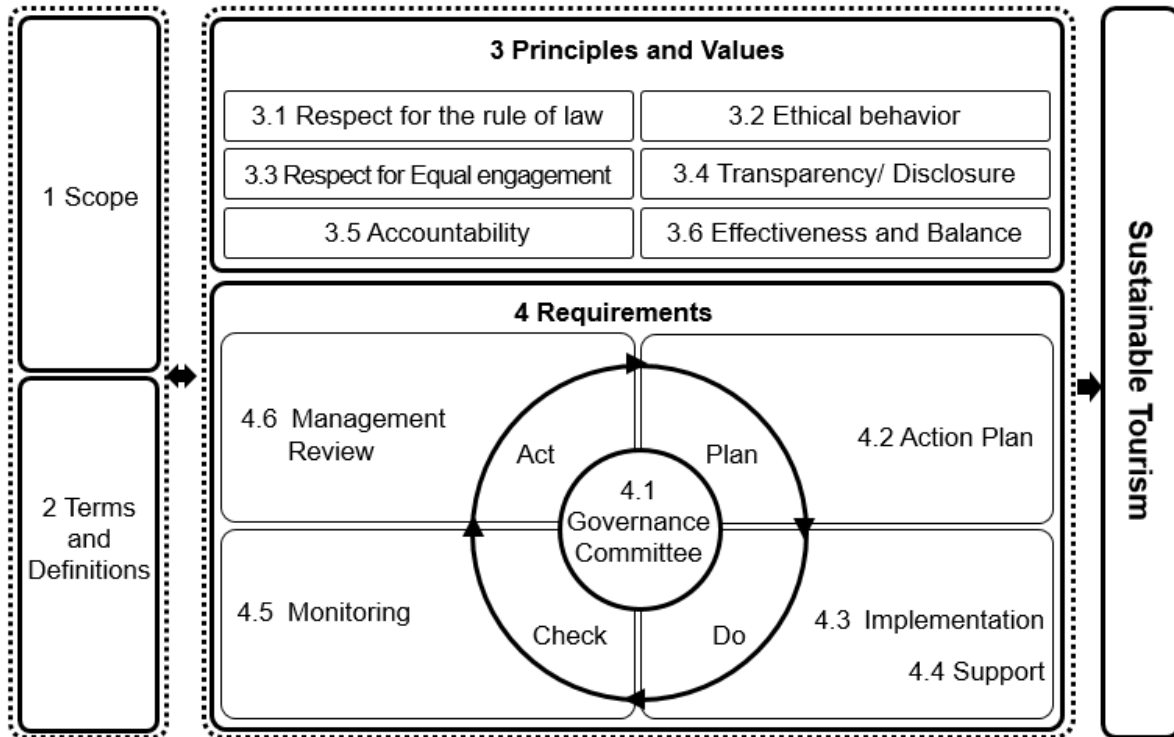 1 Scope
2 Terms
and
Definitions
3 Principles and Values
3.1 Respect for the rule of law
3.2 Ethical behavior
3.3 Respect for Equal engagement
3.4 Transparency/ Disclosure
3.5 Accountability
3.6 Effectiveness and Balance
4 Requirements
4.6 Management
Review
Act
Plan
4.2 Action Plan
4.1
Governance
Committee
4.5 Monitoring
Check
Do
4.3 Implementation
4.4 Support
Sustainable Tourism